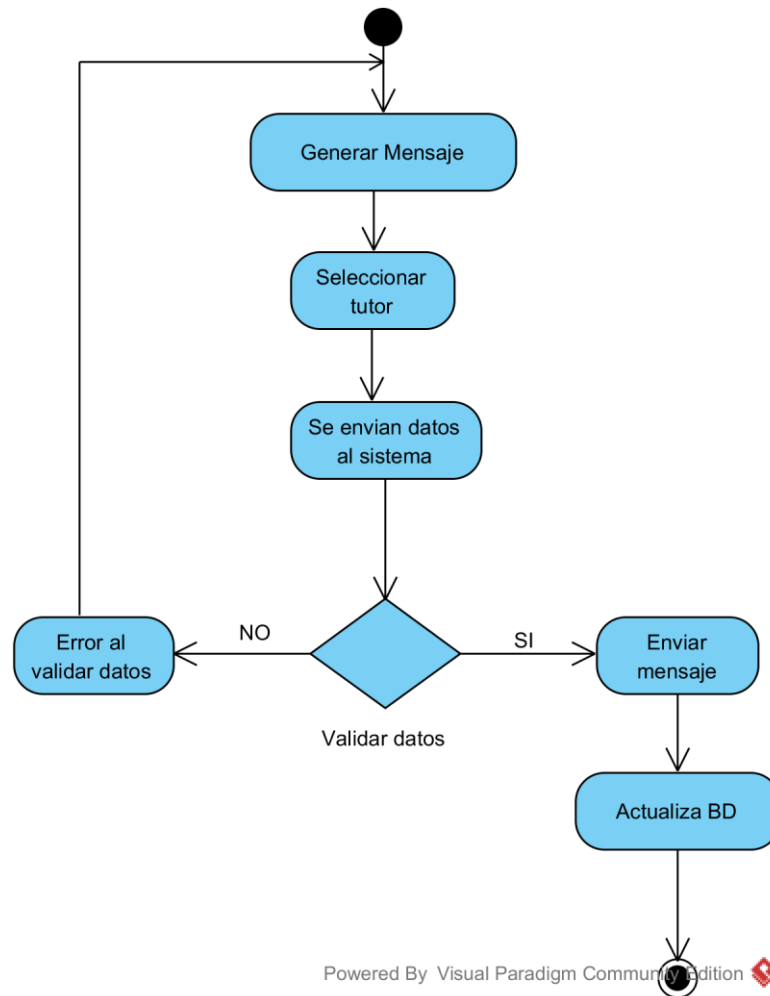 Generar Mensaje
Seleccionar
tutor
Se envian datos
al sistema
NO
SI
Error al
validar datos
Enviar
mensaje
Validar datos
Actualiza BD
Powered By Visual Paradigm Community Edition